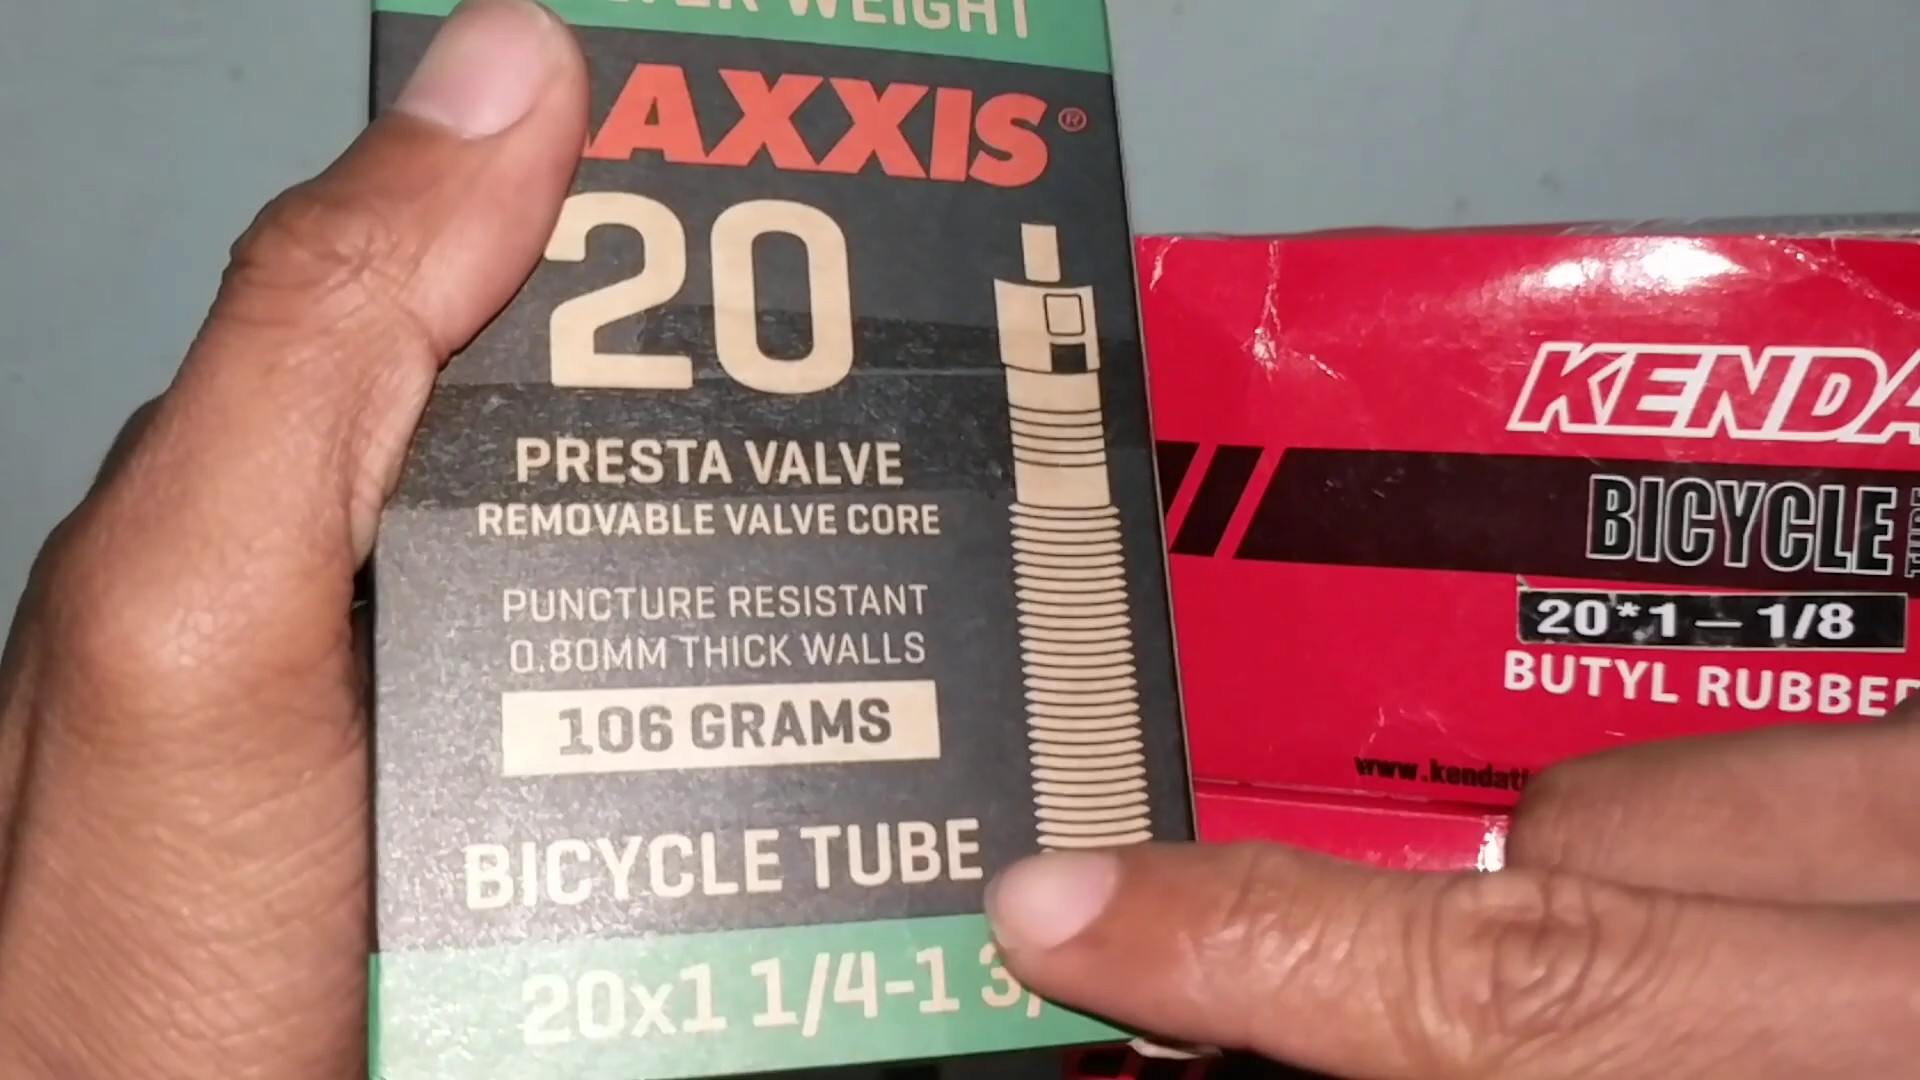 WEIGHT
AXXIS®
20
PRESTA VALVE
REMOVABLE VALVE CORE
PUNCTURE RESISTANT
0.80MM THICK WALLS
106 GRAMS
BICYCLE TUBE
20x1 1/4-1 3/
KENDA
BICYCLE TUBE
20*1 — 1/8
BUTYL RUBBER
www.kendat